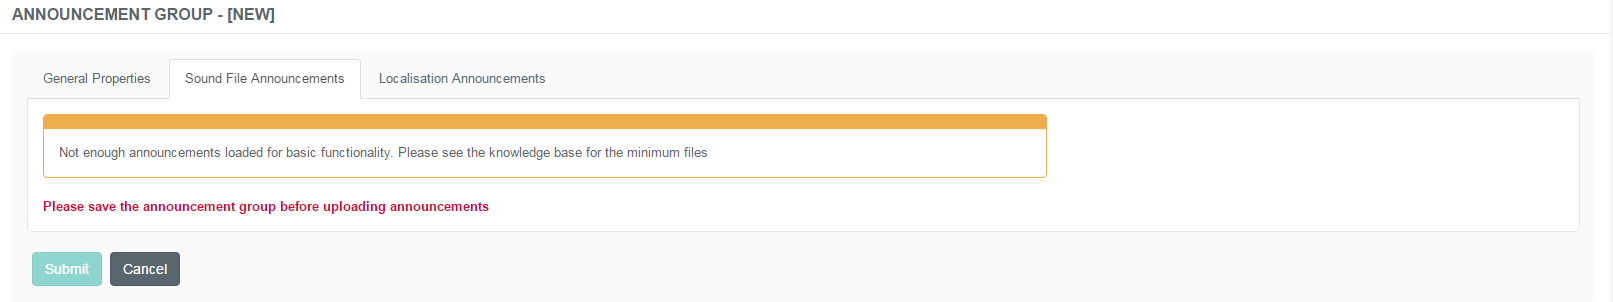 ANNOUNCEMENT GROUP - [NEW]
General Properties
Sound File Announcements
Localisation Announcements
Not enough announcements loaded for basic functionality. Please see the knowledge base for the minimum files
Please save the announcement group before uploading announcements
Submit
Cancel